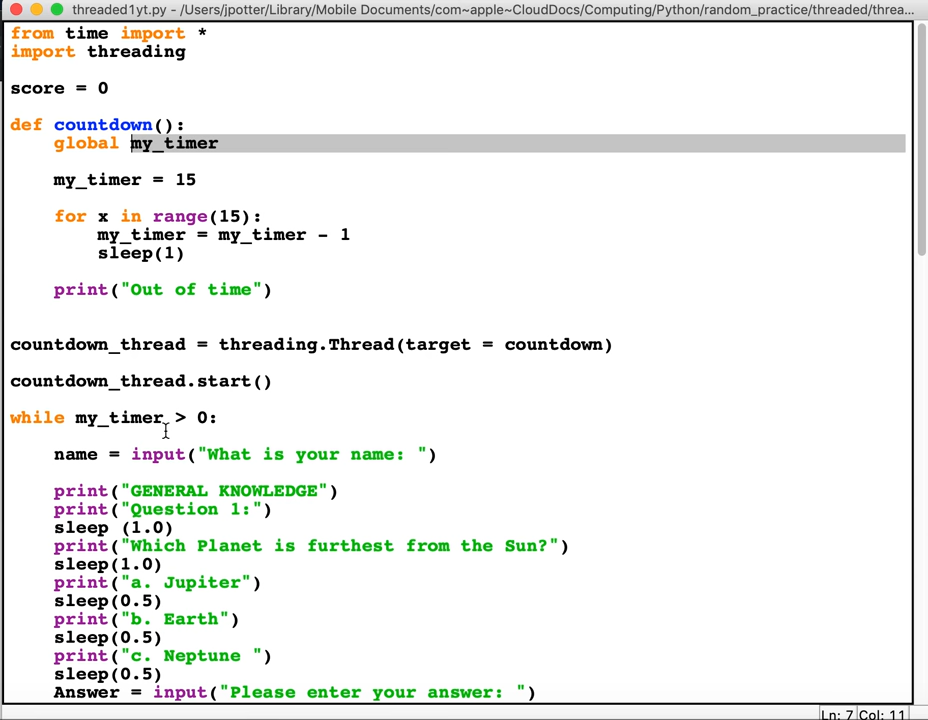 threaded1yt.py - /Users/jpotter/Library/Mobile Documents/com~apple~CloudDocs/Computing/Python/random_practice/threaded/threa...
from time import *
import threading
score = 0
def countdown():
    global my_timer
    my_timer = 15
    for x in range(15):
        my_timer = my_timer - 1
        sleep(1)
    print("Out of time")
countdown_thread = threading.Thread(target = countdown)
countdown_thread.start()
while my_timer > 0:
    name = input("What is your name: ")
    print("GENERAL KNOWLEDGE")
    print("Question 1:")
    sleep (1.0)
    print("Which Planet is furthest from the Sun?")
    sleep(1.0)
    print("a. Jupiter")
    sleep(0.5)
    print("b. Earth")
    sleep(0.5)
    print("c. Neptune ")
    sleep(0.5)
    Answer = input("Please enter your answer: ")
Ln: 7 Col: 11